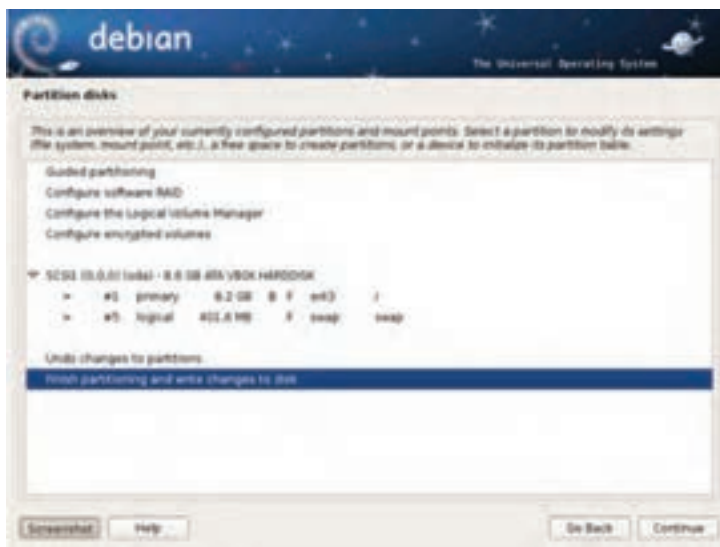 debian
The Universal Operating System
Partition disks
This is an overview of your currently configured partitions and mount points. Select a partition to modify its settings
(file system, mount point, etc.), a free space to create partitions, or a device to initialize its partition table.
Guided partitioning
Configure software RAID
Configure the Logical Volume Manager
Configure encrypted volumes
SCSI1 (0,0,0) (sda) - 8.6 GB ATA VBOX HARDDISK
> #1 primary 8.2 GB B F ext3 /
> #5 logical 401.6 MB F swap swap
Undo changes to partitions
Finish partitioning and write changes to disk
Screenshot Help Go Back Continue